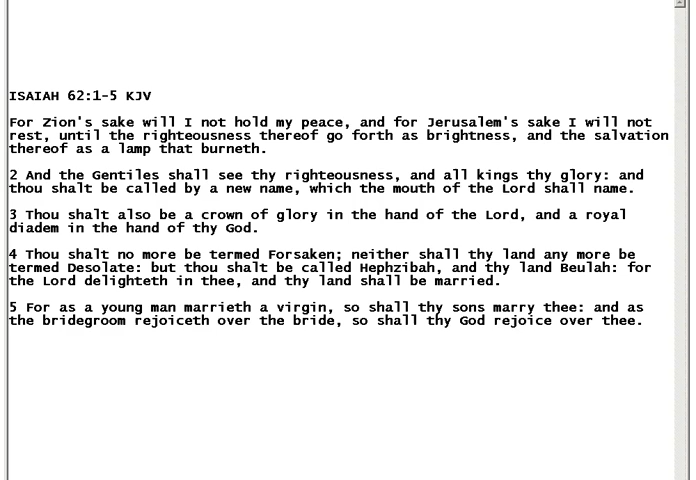 ISAIAH 62:1-5 KJV
For Zion's sake will I not hold my peace, and for Jerusalem's sake I will not
rest, until the righteousness thereof go forth as brightness, and the salvation
thereof as a lamp that burneth.
2 And the Gentiles shall see thy righteousness, and all kings thy glory: and
thou shalt be called by a new name, which the mouth of the Lord shall name.
3 Thou shalt also be a crown of glory in the hand of the Lord, and a royal
diadem in the hand of thy God.
4 Thou shalt no more be termed Forsaken; neither shall thy land any more be
termed Desolate: but thou shalt be called Hephzibah, and thy land Beulah: for
the Lord delighteth in thee, and thy land shall be married.
5 For as a young man marrieth a virgin, so shall thy sons marry thee: and as
the bridegroom rejoiceth over the bride, so shall thy God rejoice over thee.